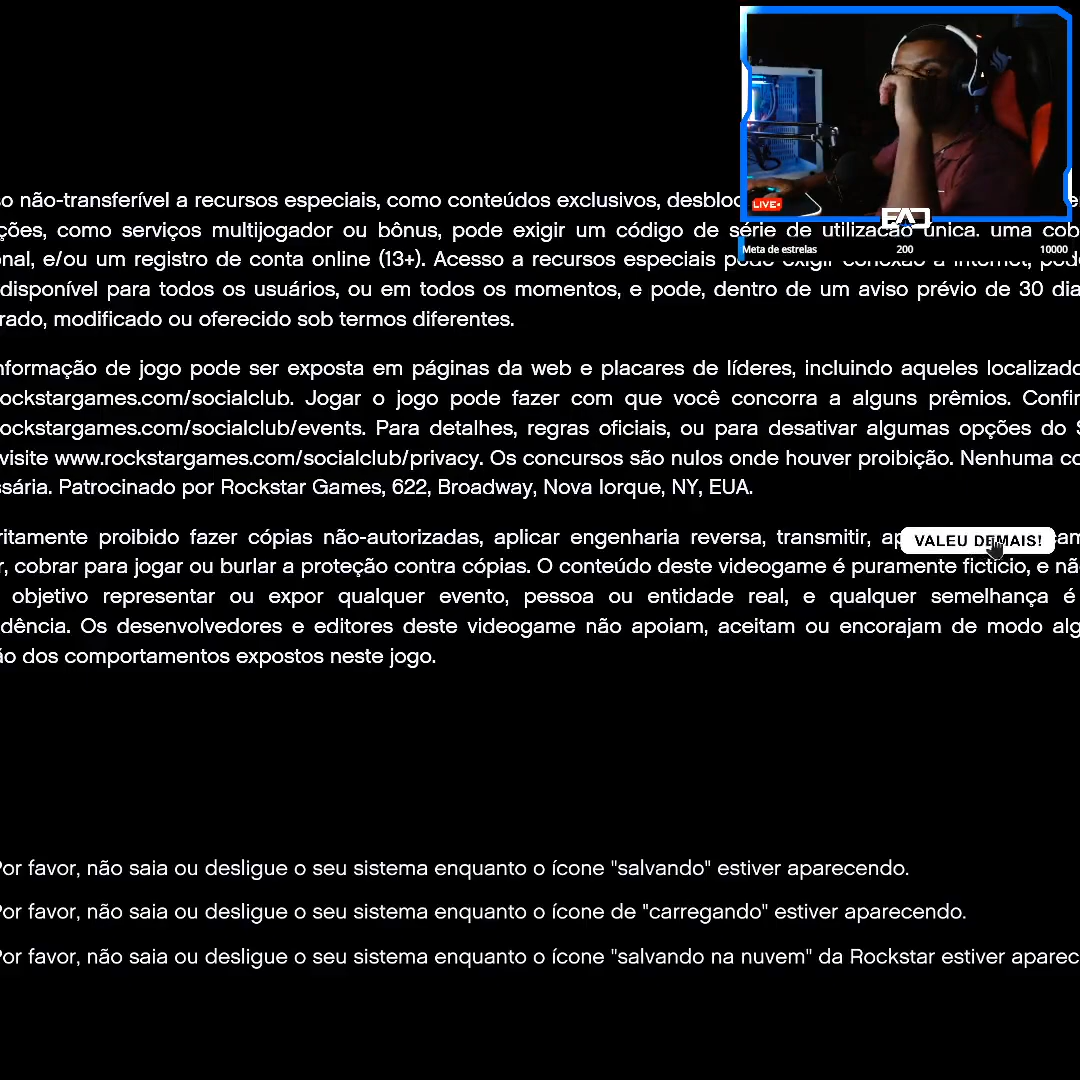 não-transferível a recursos especiais, como conteúdos exclusivos,
LIVE
ções, como serviços multijogador ou bônus, pode exigir um código de série de utilização única, uma
Meta de estrelas 200 10000
nal, e/ou um registro de conta online (13+). Acesso a recursos especiais pode exigir conexão à internet,
disponível para todos os usuários, ou em todos os momentos, e pode, dentro de um aviso prévio de 30
rado, modificado ou oferecido sob termos diferentes.
nformação de jogo pode ser exposta em páginas da web e placares de líderes, incluindo aqueles localizado
ockstargames.com/socialclub. Jogar o jogo pode fazer com que você concorra a alguns prêmios.
ockstargames.com/socialclub/events. Para detalhes, regras oficiais, ou para desativar algumas opções do S
visite www.rockstargames.com/socialclub/privacy. Os concursos são nulos onde houver proibição. Nenhuma
ssária. Patrocinado por Rockstar Games, 622, Broadway, Nova Iorque, NY, EUA.
ritamente proibido fazer cópias não-autorizadas, aplicar engenharia reversa, transmitir,
VALEU DEMAIS!
r, cobrar para jogar ou burlar a proteção contra cópias. O conteúdo deste videogame é puramente fictício, e
objetivo representar ou expor qualquer evento, pessoa ou entidade real, e qualquer semelhança é
dência. Os desenvolvedores e editores deste videogame não apoiam, aceitam ou encorajam de modo
ão dos comportamentos expostos neste jogo.
Por favor, não saia ou desligue o seu sistema enquanto o ícone "salvando" estiver aparecendo.
Por favor, não saia ou desligue o seu sistema enquanto o ícone de "carregando" estiver aparecendo.
Por favor, não saia ou desligue o seu sistema enquanto o ícone "salvando na nuvem" da Rockstar estiver aparec